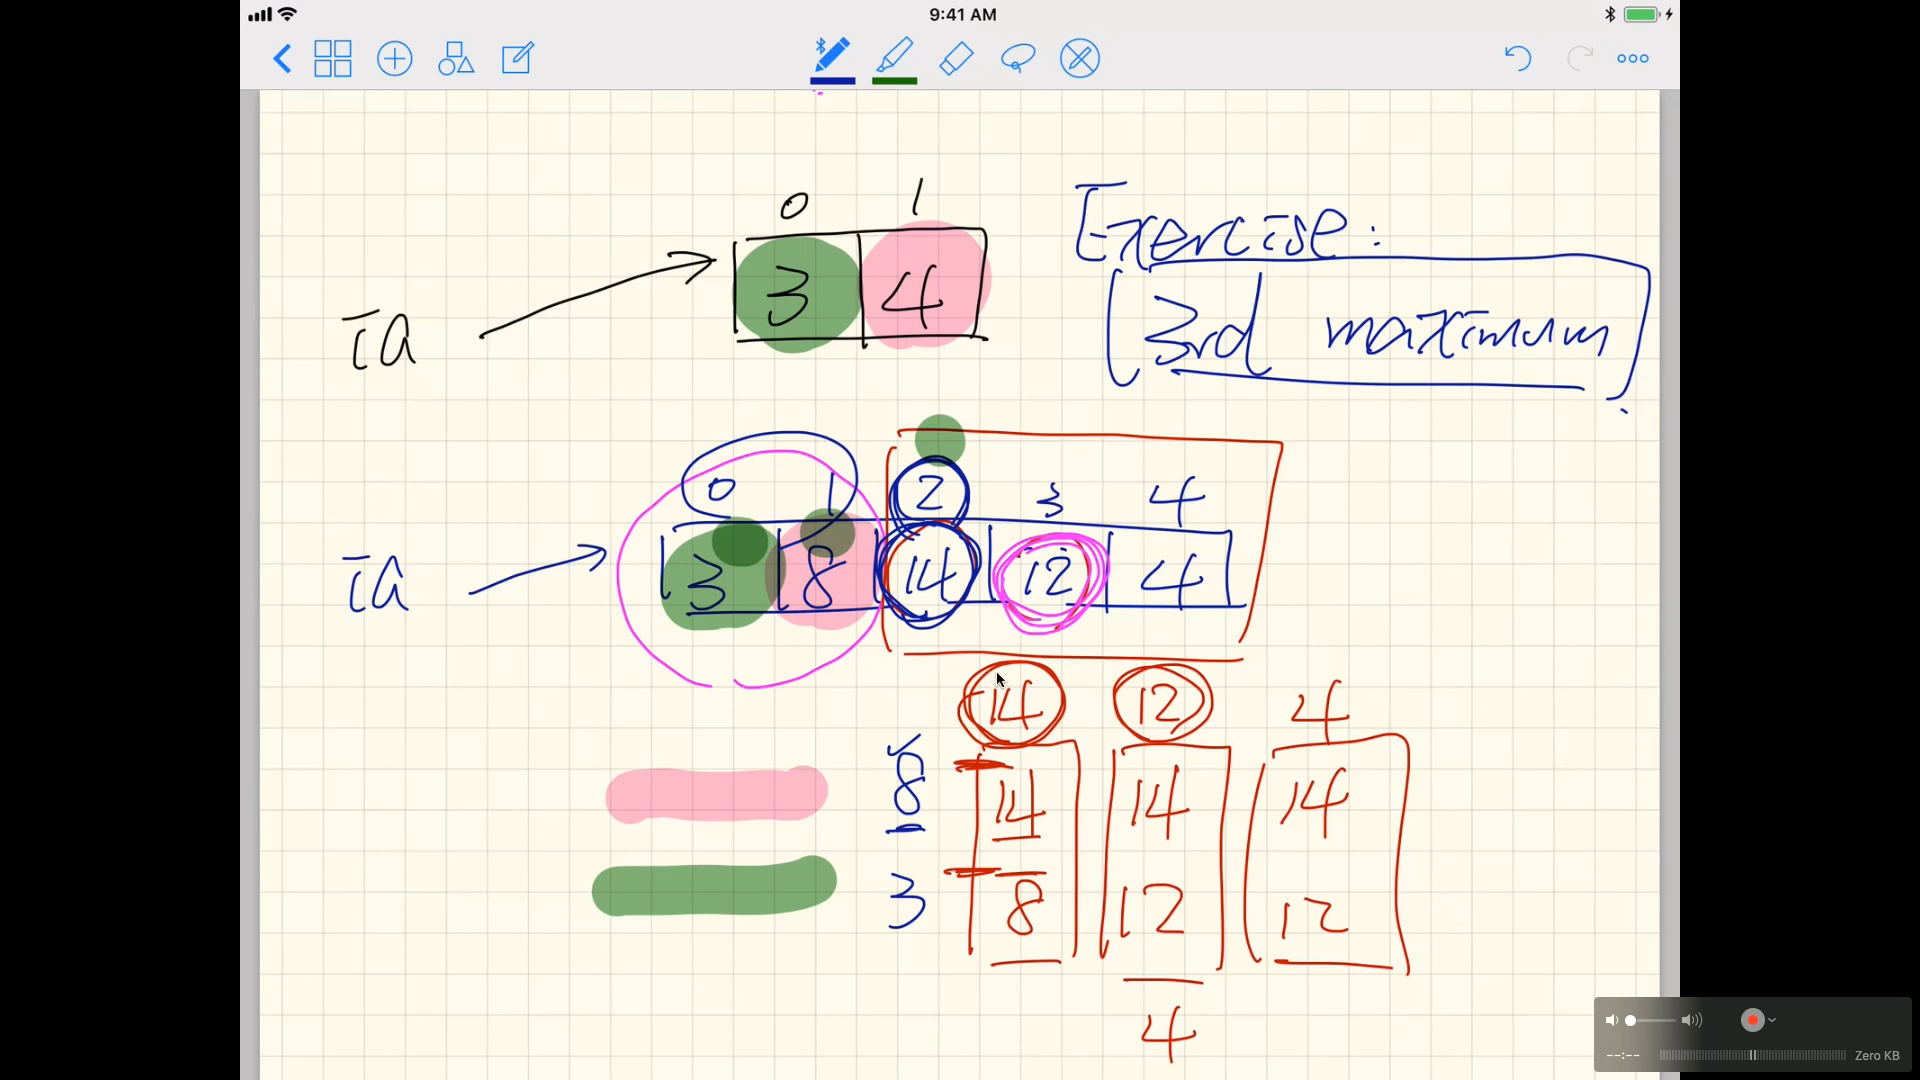 9:41 AM
0 1
ia 3 4
Exercise:
3rd maximum
0 1 2 3 4
ia 3 8 14 12 4
14 12 4
8 14 14 14
3 8 12 12
4
--:-- Zero KB